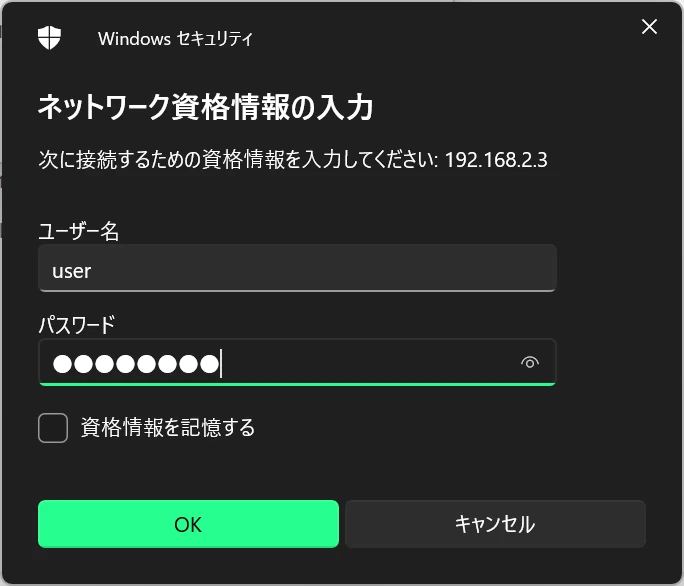 Windows セキュリティ
ネットワーク資格情報の入力
次に接続するための資格情報を入力してください: 192.168.2.3
ユーザー名
user
パスワード
●●●●●●●●
資格情報を記憶する
OK
キャンセル